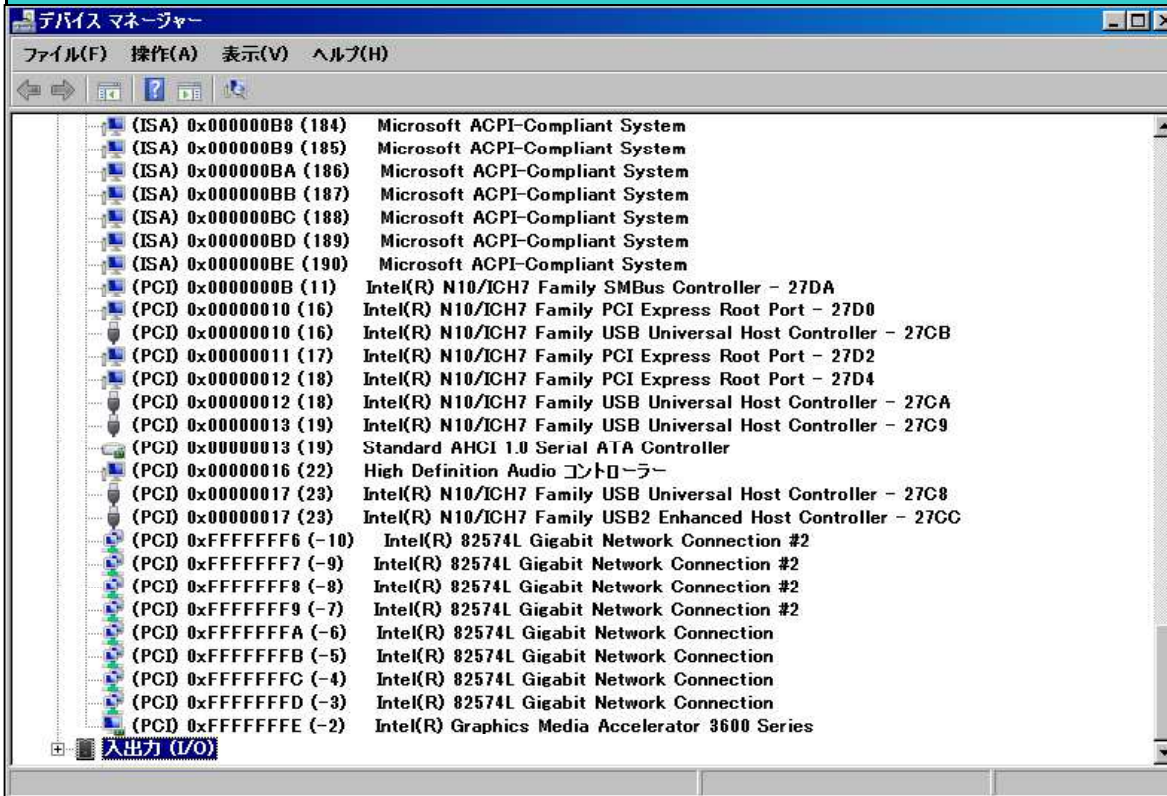 デバイス マネージャー
ファイル(F) 操作(A) 表示(V) ヘルプ(H)
(ISA) 0x000000B8 (184) Microsoft ACPI-Compliant System
(ISA) 0x000000B9 (185) Microsoft ACPI-Compliant System
(ISA) 0x000000BA (186) Microsoft ACPI-Compliant System
(ISA) 0x000000BB (187) Microsoft ACPI-Compliant System
(ISA) 0x000000BC (188) Microsoft ACPI-Compliant System
(ISA) 0x000000BD (189) Microsoft ACPI-Compliant System
(ISA) 0x000000BE (190) Microsoft ACPI-Compliant System
(PCI) 0x0000000B (11) Intel(R) N10/ICH7 Family SMBus Controller - 27DA
(PCI) 0x00000010 (16) Intel(R) N10/ICH7 Family PCI Express Root Port - 27D0
(PCI) 0x00000010 (16) Intel(R) N10/ICH7 Family USB Universal Host Controller - 27CB
(PCI) 0x00000011 (17) Intel(R) N10/ICH7 Family PCI Express Root Port - 27D2
(PCI) 0x00000012 (18) Intel(R) N10/ICH7 Family PCI Express Root Port - 27D4
(PCI) 0x00000012 (18) Intel(R) N10/ICH7 Family USB Universal Host Controller - 27CA
(PCI) 0x00000013 (19) Intel(R) N10/ICH7 Family USB Universal Host Controller - 27C9
(PCI) 0x00000013 (19) Standard AHCI 1.0 Serial ATA Controller
(PCI) 0x00000016 (22) High Definition Audio コントローラー
(PCI) 0x00000017 (23) Intel(R) N10/ICH7 Family USB Universal Host Controller - 27C8
(PCI) 0x00000017 (23) Intel(R) N10/ICH7 Family USB2 Enhanced Host Controller - 27CC
(PCI) 0xFFFFFFF6 (-10) Intel(R) 82574L Gigabit Network Connection #2
(PCI) 0xFFFFFFF7 (-9) Intel(R) 82574L Gigabit Network Connection #2
(PCI) 0xFFFFFFF8 (-8) Intel(R) 82574L Gigabit Network Connection #2
(PCI) 0xFFFFFFF9 (-7) Intel(R) 82574L Gigabit Network Connection #2
(PCI) 0xFFFFFFFA (-6) Intel(R) 82574L Gigabit Network Connection
(PCI) 0xFFFFFFFB (-5) Intel(R) 82574L Gigabit Network Connection
(PCI) 0xFFFFFFFC (-4) Intel(R) 82574L Gigabit Network Connection
(PCI) 0xFFFFFFFD (-3) Intel(R) 82574L Gigabit Network Connection
(PCI) 0xFFFFFFFE (-2) Intel(R) Graphics Media Accelerator 3600 Series
入出力 (I/O)